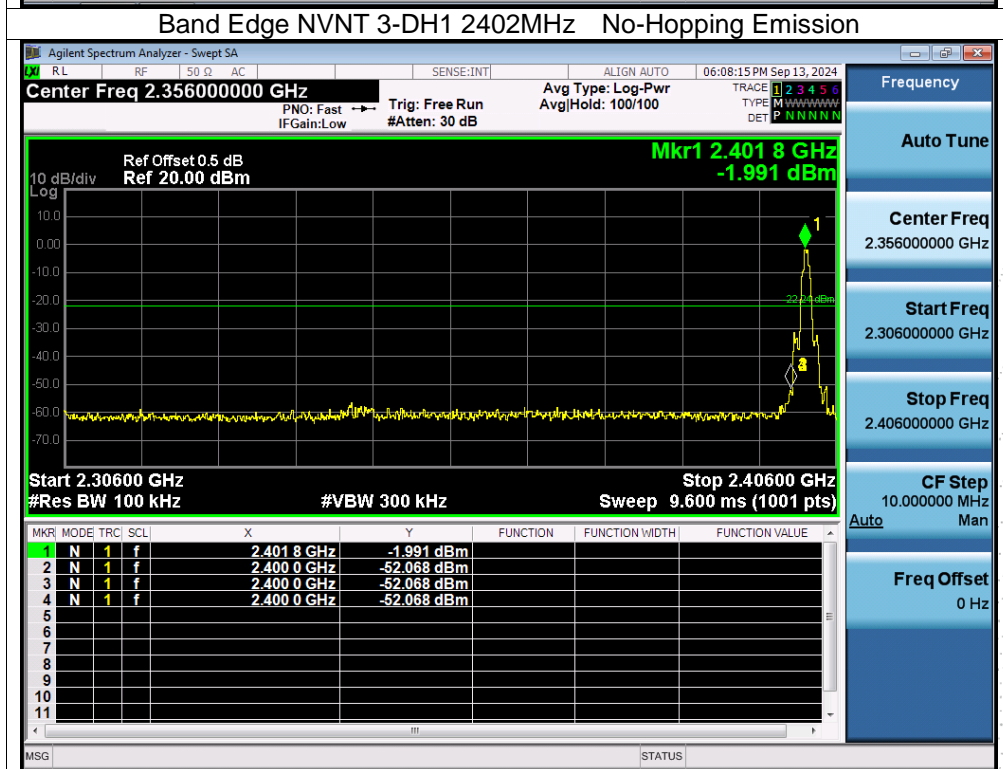 Band Edge NVNT 3-DH1 2402MHz No-Hopping Emission
Agilent Spectrum Analyzer - Swept SA
LXI RL RF 50 Ω AC SENSE:INT ALIGN AUTO 06:08:15 PM Sep 13, 2024
Center Freq 2.356000000 GHz
PNO: Fast
IFGain:Low
Trig: Free Run
#Atten: 30 dB
Avg Type: Log-Pwr
Avg|Hold: 100/100
TRACE 1 2 3 4 5 6
TYPE M WWWWW
DET P N N N N N
Mkr1 2.401 8 GHz
-1.991 dBm
Ref Offset 0.5 dB
10 dB/div Ref 20.00 dBm
Log
10.0
0.00
-10.0
-20.0
-30.0
-40.0
-50.0
-60.0
-70.0
1
-22.24 dBm
Start 2.30600 GHz Stop 2.40600 GHz
#Res BW 100 kHz #VBW 300 kHz Sweep 9.600 ms (1001 pts)
MKR MODE TRC SCL X Y FUNCTION FUNCTION WIDTH FUNCTION VALUE
1 N 1 f 2.401 8 GHz -1.991 dBm
2 N 1 f 2.400 0 GHz -52.068 dBm
3 N 1 f 2.400 0 GHz -52.068 dBm
4 N 1 f 2.400 0 GHz -52.068 dBm
5
6
7
8
9
10
11
MSG STATUS
Frequency
Auto Tune
Center Freq
2.356000000 GHz
Start Freq
2.306000000 GHz
Stop Freq
2.406000000 GHz
CF Step
10.000000 MHz
Auto Man
Freq Offset
0 Hz